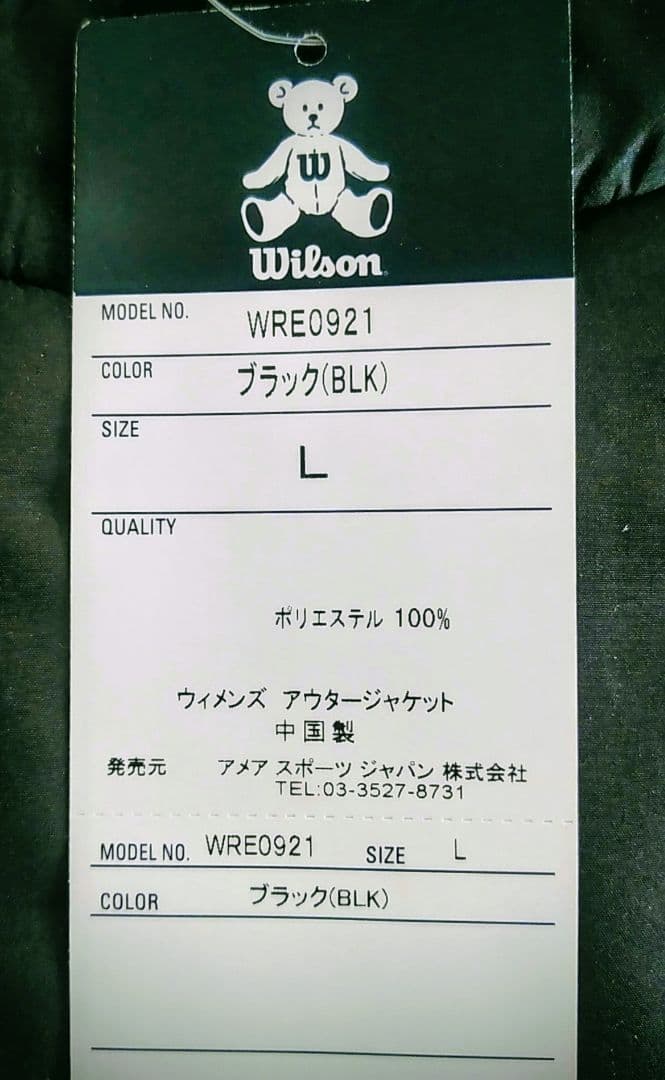 W
Wilson
MODEL NO. WRE0921
COLOR ブラック(BLK)
SIZE
L
QUALITY
ポリエステル 100%
ウィメンズ アウタージャケット
中国製
発売元 アメア スポーツ ジャパン 株式会社
TEL:03-3527-8731
MODEL NO. WRE0921 SIZE L
COLOR ブラック(BLK)